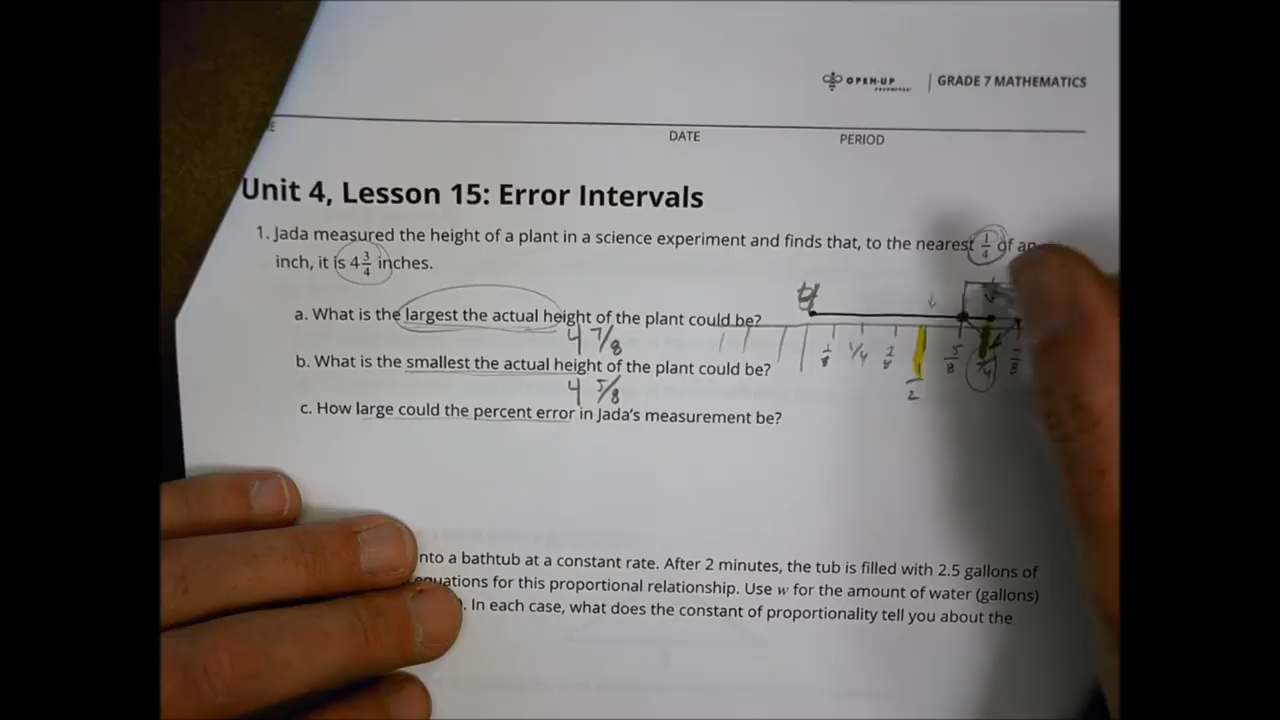 OPEN-UP | GRADE 7 MATHEMATICS
E DATE PERIOD
Unit 4, Lesson 15: Error Intervals
1. Jada measured the height of a plant in a science experiment and finds that, to the nearest 1/4 of an
inch, it is 4 3/4 inches.
a. What is the largest the actual height of the plant could be?
4 7/8
b. What is the smallest the actual height of the plant could be?
4 5/8
c. How large could the percent error in Jada's measurement be?
1/8 1/4 5/8 3/4
2
nto a bathtub at a constant rate. After 2 minutes, the tub is filled with 2.5 gallons of
equations for this proportional relationship. Use w for the amount of water (gallons)
. In each case, what does the constant of proportionality tell you about the